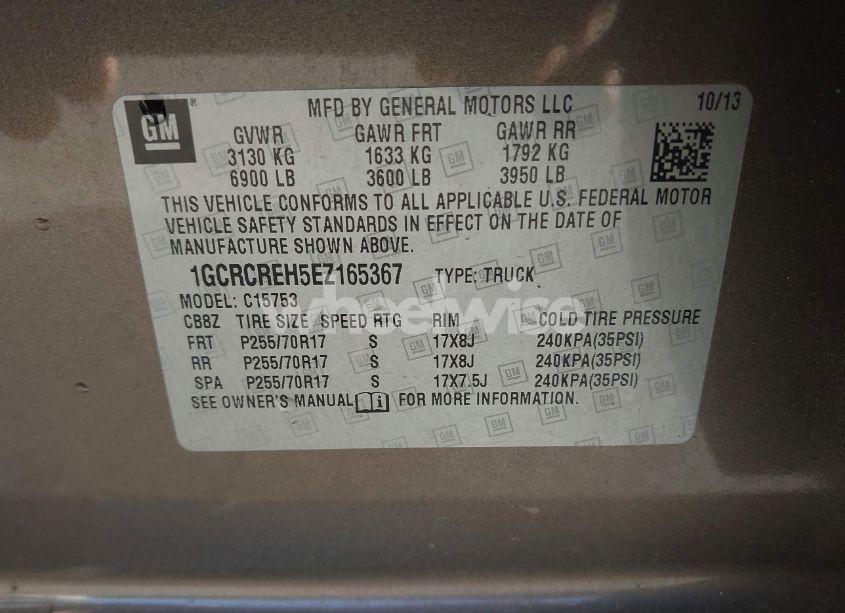 GM
MFD BY GENERAL MOTORS LLC 10/13
GVWR GAWR FRT GAWR RR
3130 KG 1633 KG 1792 KG
6900 LB 3600 LB 3950 LB
THIS VEHICLE CONFORMS TO ALL APPLICABLE U.S. FEDERAL MOTOR
VEHICLE SAFETY STANDARDS IN EFFECT ON THE DATE OF
MANUFACTURE SHOWN ABOVE.
1GCRCREH5EZ165367 TYPE: TRUCK
MODEL: C15753
wheelwise
CB8Z TIRE SIZE SPEED RTG RIM COLD TIRE PRESSURE
FRT P255/70R17 S 17X8J 240KPA(35PSI)
RR P255/70R17 S 17X8J 240KPA(35PSI)
SPA P255/70R17 S 17X7.5J 240KPA(35PSI)
SEE OWNER'S MANUAL FOR MORE INFORMATION.